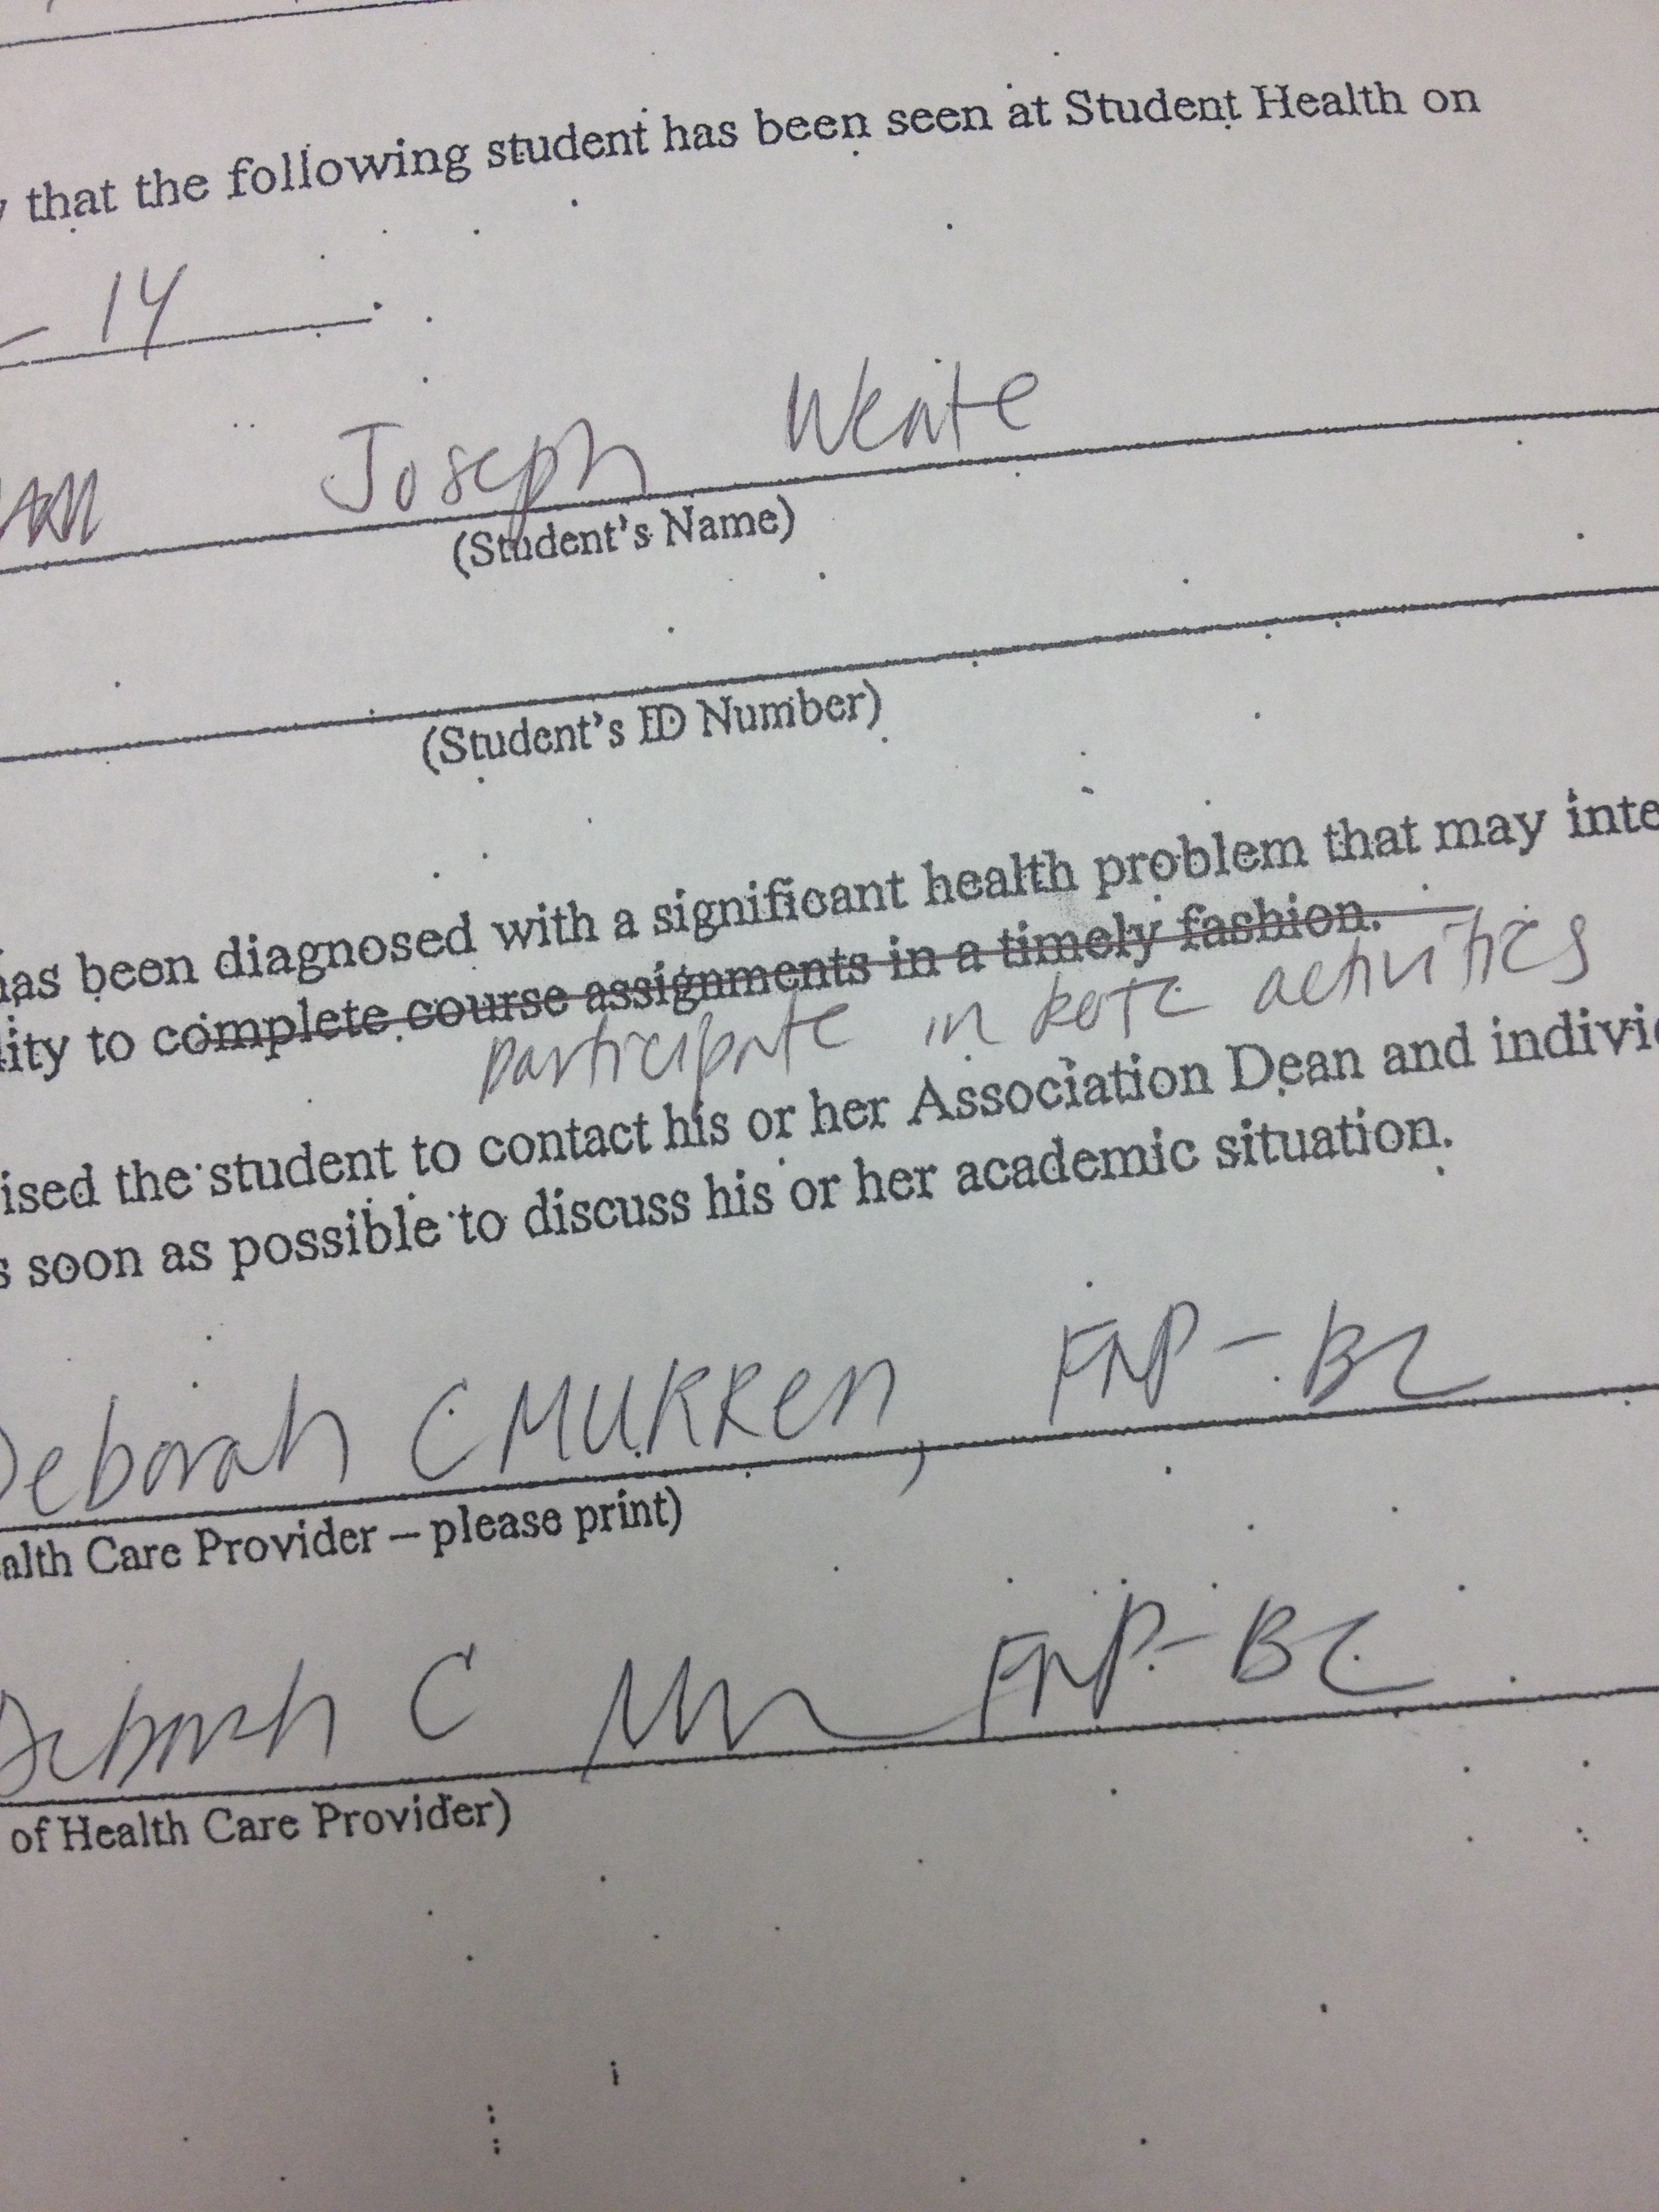 that the following student has been seen at Student Health on
- 14
Joseph Weate
(Student's Name)
(Student's ID Number)
has been diagnosed with a significant health problem that may inte
lity to complete course assignments in a timely fashion.
participate in ROTC activities
ised the student to contact his or her Association Dean and individ
s soon as possible to discuss his or her academic situation.
Deborah C MURREN, FNP-BC
alth Care Provider – please print)
Deborah C FNP-BC
of Health Care Provider)